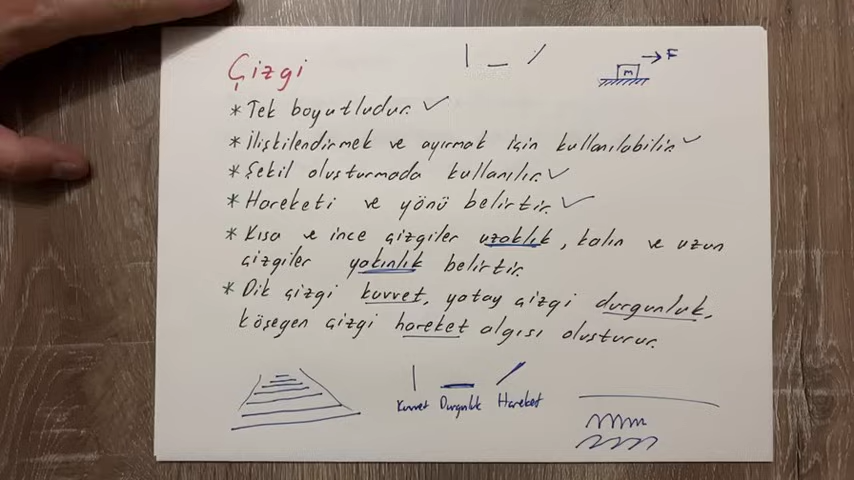 Çizgi
F
m
* Tek boyutludur. ✓
* İlişkilendirmek ve ayırmak için kullanılabilir. ✓
* Şekil oluşturmada kullanılır. ✓
* Hareketi ve yönü belirtir. ✓
* Kısa ve ince çizgiler uzaklık, kalın ve uzun
çizgiler yakınlık belirtir.
* Dik çizgi kuvvet, yatay çizgi durgunluk,
köşegen çizgi hareket algısı oluşturur.
Kuvvet Durgunluk Hareket